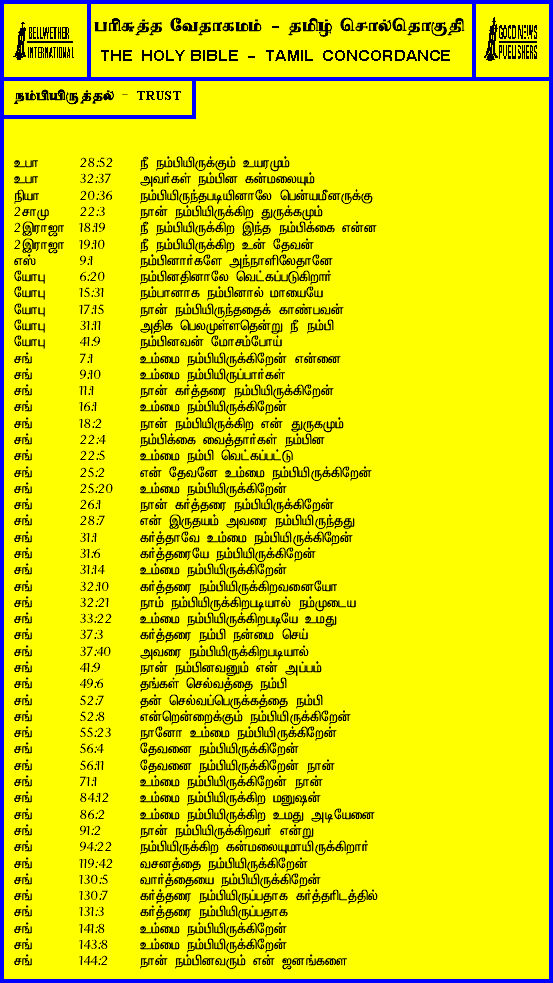 BELLWETHER
INTERNATIONAL
பரிசுத்த வேதாகமம் - தமிழ் சொல்தொகுதி
THE HOLY BIBLE - TAMIL CONCORDANCE
GOOD NEWS
PUBLISHERS
நம்பியிருத்தல் - TRUST
உபா 28:52 நீ நம்பியிருக்கும் உயரமும்
உபா 32:37 அவர்கள் நம்பின கன்மலையும்
நியா 20:36 நம்பியிருந்தபடியினாலே பென்யமீனருக்கு
2சாமு 22:3 நான் நம்பியிருக்கிற துருக்கமும்
2இராஜா 18:19 நீ நம்பியிருக்கிற இந்த நம்பிக்கை என்ன
2இராஜா 19:10 நீ நம்பியிருக்கிற உன் தேவன்
எஸ் 9:1 நம்பினார்களே அந்நாளிலேதானே
யோபு 6:20 நம்பினதினாலே வெட்கப்படுகிறார்
யோபு 15:31 நம்பானாக நம்பினால் மாயையே
யோபு 17:15 நான் நம்பியிருந்ததைக் காண்பவன்
யோபு 31:11 அதிக பெலமுள்ளதென்று நீ நம்பி
யோபு 41:9 நம்பினவன் மோசம்போய்
சங் 7:1 உம்மை நம்பியிருக்கிறேன் என்னை
சங் 9:10 உம்மை நம்பியிருப்பார்கள்
சங் 11:1 நான் கர்த்தரை நம்பியிருக்கிறேன்
சங் 16:1 உம்மை நம்பியிருக்கிறேன்
சங் 18:2 நான் நம்பியிருக்கிற என் துருகமும்
சங் 22:4 நம்பிக்கை வைத்தார்கள் நம்பின
சங் 22:5 உம்மை நம்பி வெட்கப்பட்டு
சங் 25:2 என் தேவனே உம்மை நம்பியிருக்கிறேன்
சங் 25:20 உம்மை நம்பியிருக்கிறேன்
சங் 26:1 நான் கர்த்தரை நம்பியிருக்கிறேன்
சங் 28:7 என் இருதயம் அவரை நம்பியிருந்தது
சங் 31:1 கர்த்தாவே உம்மை நம்பியிருக்கிறேன்
சங் 31:6 கர்த்தரையே நம்பியிருக்கிறேன்
சங் 31:14 உம்மை நம்பியிருக்கிறேன்
சங் 32:10 கர்த்தரை நம்பியிருக்கிறவனையோ
சங் 32:21 நாம் நம்பியிருக்கிறபடியால் நம்முடைய
சங் 33:22 உம்மை நம்பியிருக்கிறபடியே உமது
சங் 37:3 கர்த்தரை நம்பி நன்மை செய்
சங் 37:40 அவரை நம்பியிருக்கிறபடியால்
சங் 41:9 நான் நம்பினவனும் என் அப்பம்
சங் 49:6 தங்கள் செல்வத்தை நம்பி
சங் 52:7 தன் செல்வப்பெருக்கத்தை நம்பி
சங் 52:8 என்றென்றைக்கும் நம்பியிருக்கிறேன்
சங் 55:23 நானோ உம்மை நம்பியிருக்கிறேன்
சங் 56:4 தேவனை நம்பியிருக்கிறேன்
சங் 56:11 தேவனை நம்பியிருக்கிறேன் நான்
சங் 71:1 உம்மை நம்பியிருக்கிறேன் நான்
சங் 84:12 உம்மை நம்பியிருக்கிற மனுஷன்
சங் 86:2 உம்மை நம்பியிருக்கிற உமது அடியேனை
சங் 91:2 நான் நம்பியிருக்கிறவர் என்று
சங் 94:22 நம்பியிருக்கிற கன்மலையுமாயிருக்கிறார்
சங் 119:42 வசனத்தை நம்பியிருக்கிறேன்
சங் 130:5 வார்த்தையை நம்பியிருக்கிறேன்
சங் 130:7 கர்த்தரை நம்பியிருப்பதாக கர்த்தரிடத்தில்
சங் 131:3 கர்த்தரை நம்பியிருப்பதாக
சங் 141:8 உம்மை நம்பியிருக்கிறேன்
சங் 143:8 உம்மை நம்பியிருக்கிறேன்
சங் 144:2 நான் நம்பினவரும் என் ஜனங்களை